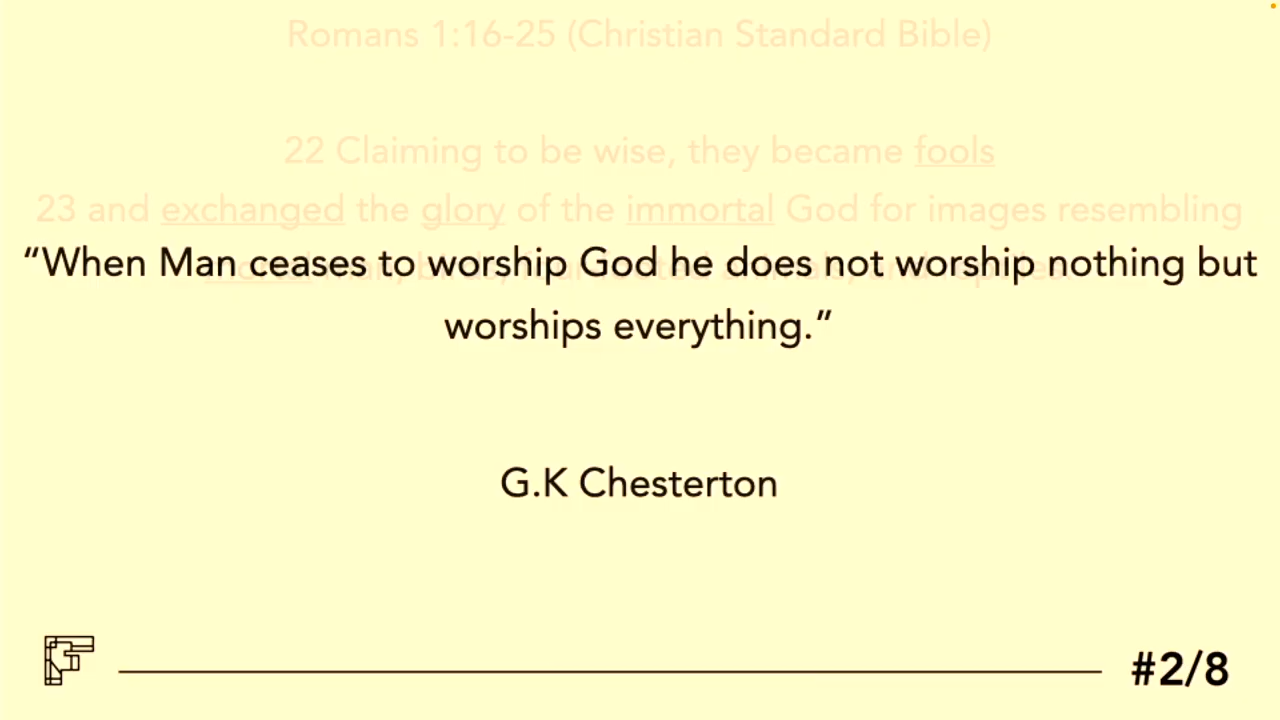 Romans 1:16-25 (Christian Standard Bible)
22 Claiming to be wise, they became fools
23 and exchanged the glory of the immortal God for images resembling
“When Man ceases to worship God he does not worship nothing but
worships everything.”
G.K Chesterton
#2/8